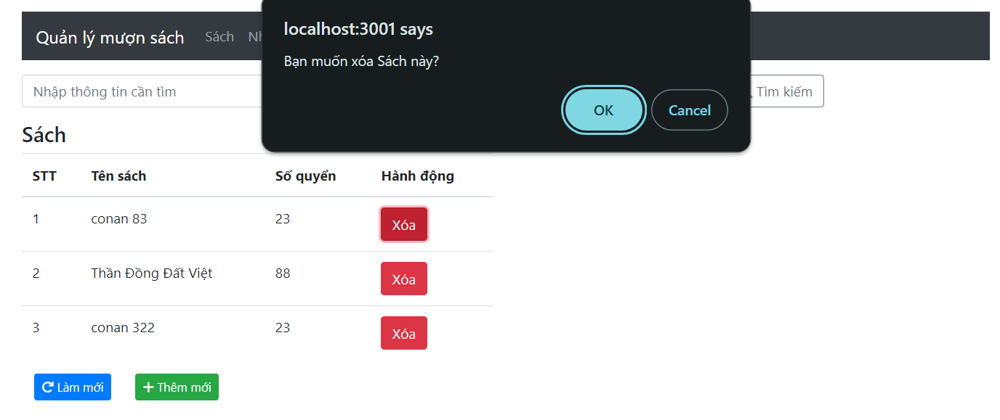 Quản lý mượn sách Sách
localhost:3001 says
Bạn muốn xóa Sách này?
OK Cancel
Nhập thông tin cần tìm Tìm kiếm
Sách
STT Tên sách Số quyển Hành động
1 conan 83 23 Xóa
2 Thần Đồng Đất Việt 88 Xóa
3 conan 322 23 Xóa
Làm mới Thêm mới